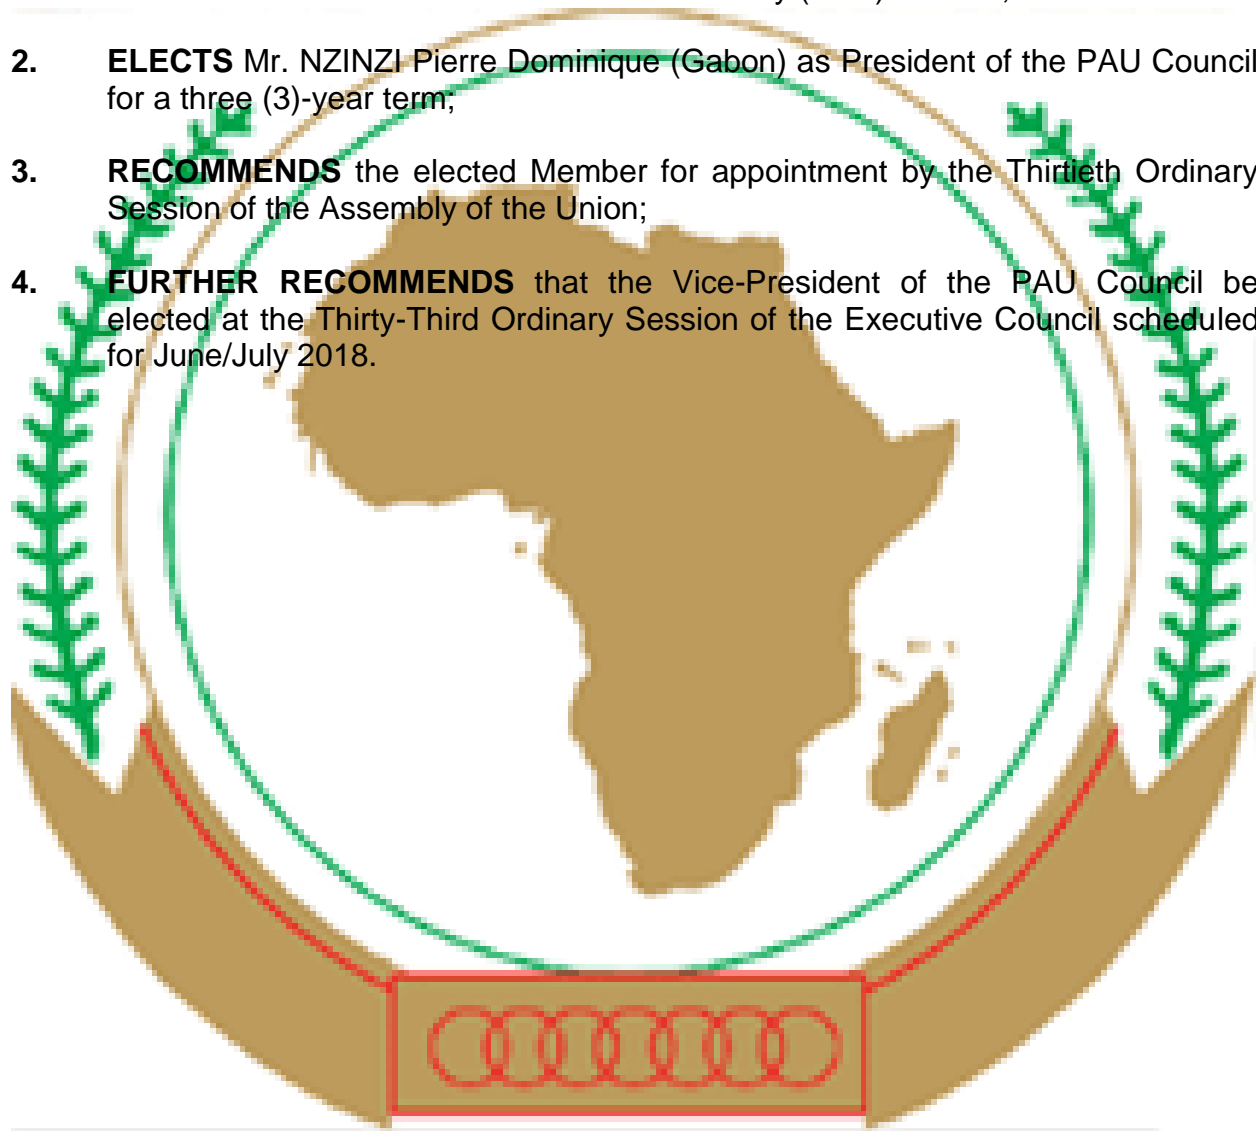 2. ELECTS Mr. NZINZI Pierre Dominique (Gabon) as President of the PAU Council
for a three (3)-year term;
3. RECOMMENDS the elected Member for appointment by the Thirtieth Ordinary
Session of the Assembly of the Union;
4. FURTHER RECOMMENDS that the Vice-President of the PAU Council be
elected at the Thirty-Third Ordinary Session of the Executive Council scheduled
for June/July 2018.